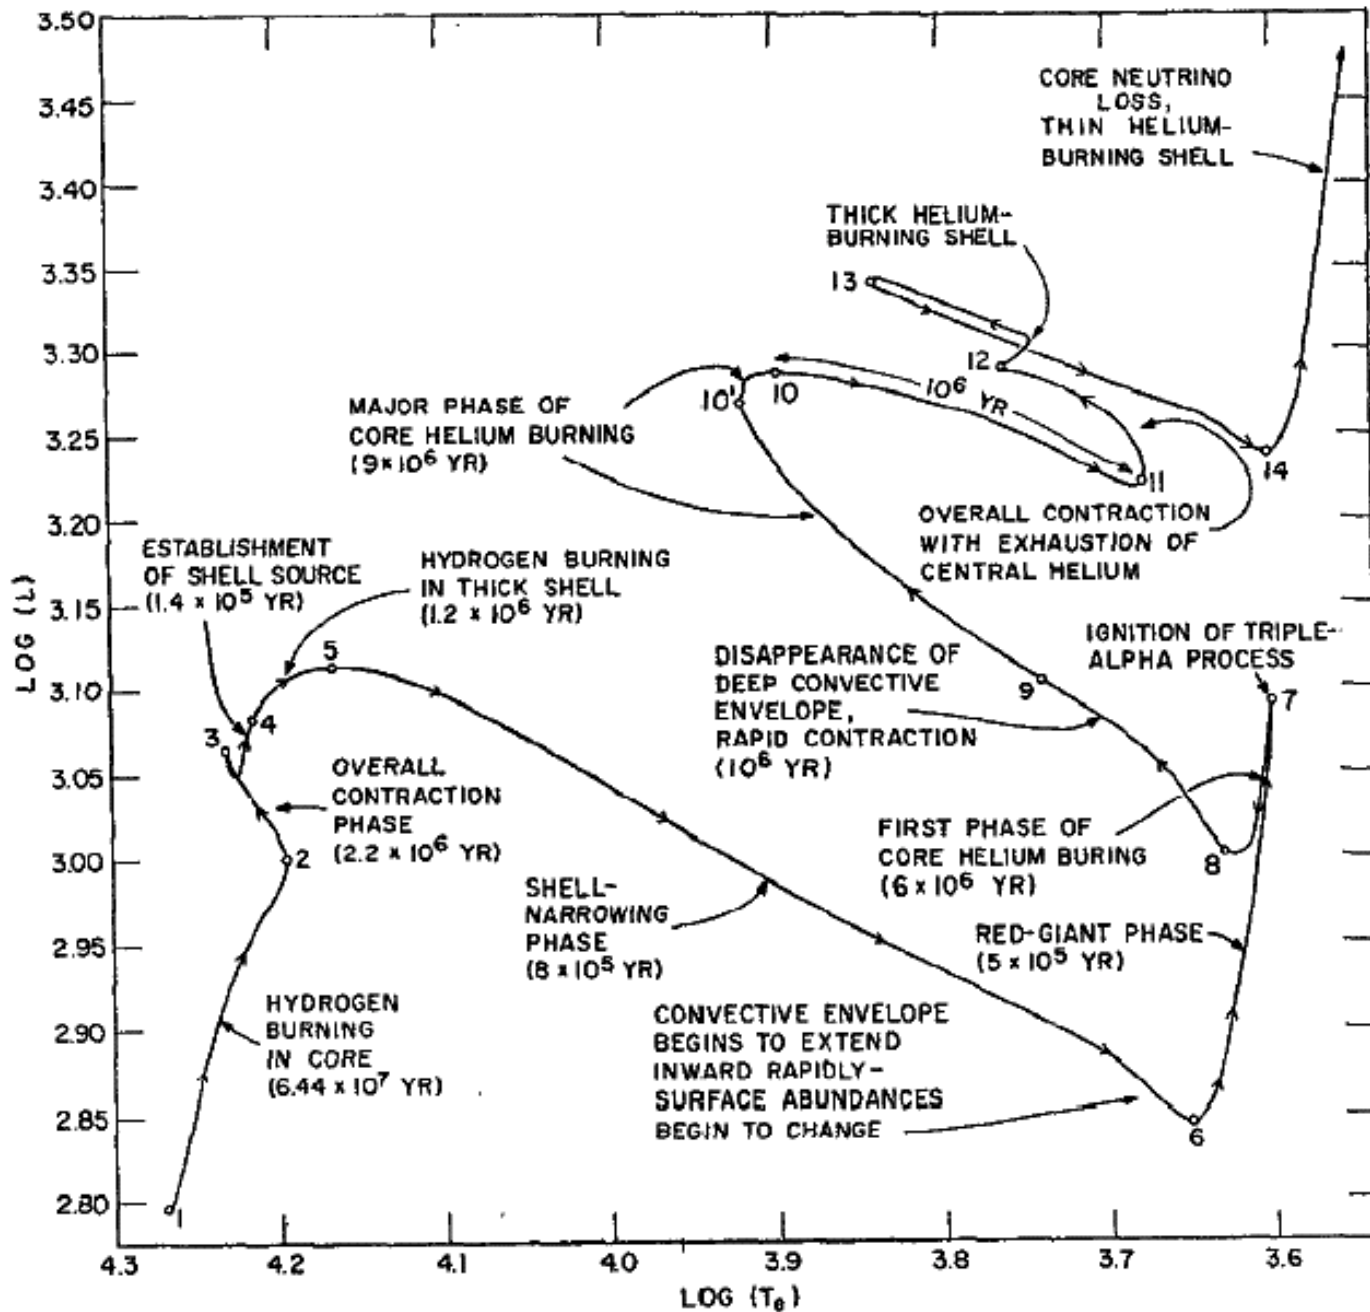 3.50
3.45
3.40
3.35
3.30
3.25
3.20
3.15
3.10
3.05
3.00
2.95
2.90
2.85
2.80
LOG (L)
CORE NEUTRINO
LOSS,
THIN HELIUM-
BURNING SHELL
THICK HELIUM-
BURNING SHELL
13
12
10'
10
10⁶ YR
11
14
MAJOR PHASE OF
CORE HELIUM BURNING
(9×10⁶ YR)
OVERALL CONTRACTION
WITH EXHAUSTION OF
CENTRAL HELIUM
ESTABLISHMENT
OF SHELL SOURCE
(1.4 × 10⁵ YR)
HYDROGEN BURNING
IN THICK SHELL
(1.2 × 10⁶ YR)
5
3
4
IGNITION OF TRIPLE-
ALPHA PROCESS
7
DISAPPEARANCE OF
DEEP CONVECTIVE
ENVELOPE,
RAPID CONTRACTION
(10⁶ YR)
9
OVERALL
CONTRACTION
PHASE
(2.2 × 10⁶ YR)
2
FIRST PHASE OF
CORE HELIUM BURING
(6 × 10⁶ YR)
8
SHELL-
NARROWING
PHASE
(8 × 10⁵ YR)
RED-GIANT PHASE
(5 × 10⁵ YR)
HYDROGEN
BURNING
IN CORE
(6.44 × 10⁷ YR)
CONVECTIVE ENVELOPE
BEGINS TO EXTEND
INWARD RAPIDLY-
SURFACE ABUNDANCES
BEGIN TO CHANGE
6
1
4.3
4.2
4.1
4.0
3.9
3.8
3.7
3.6
LOG (Tₑ)